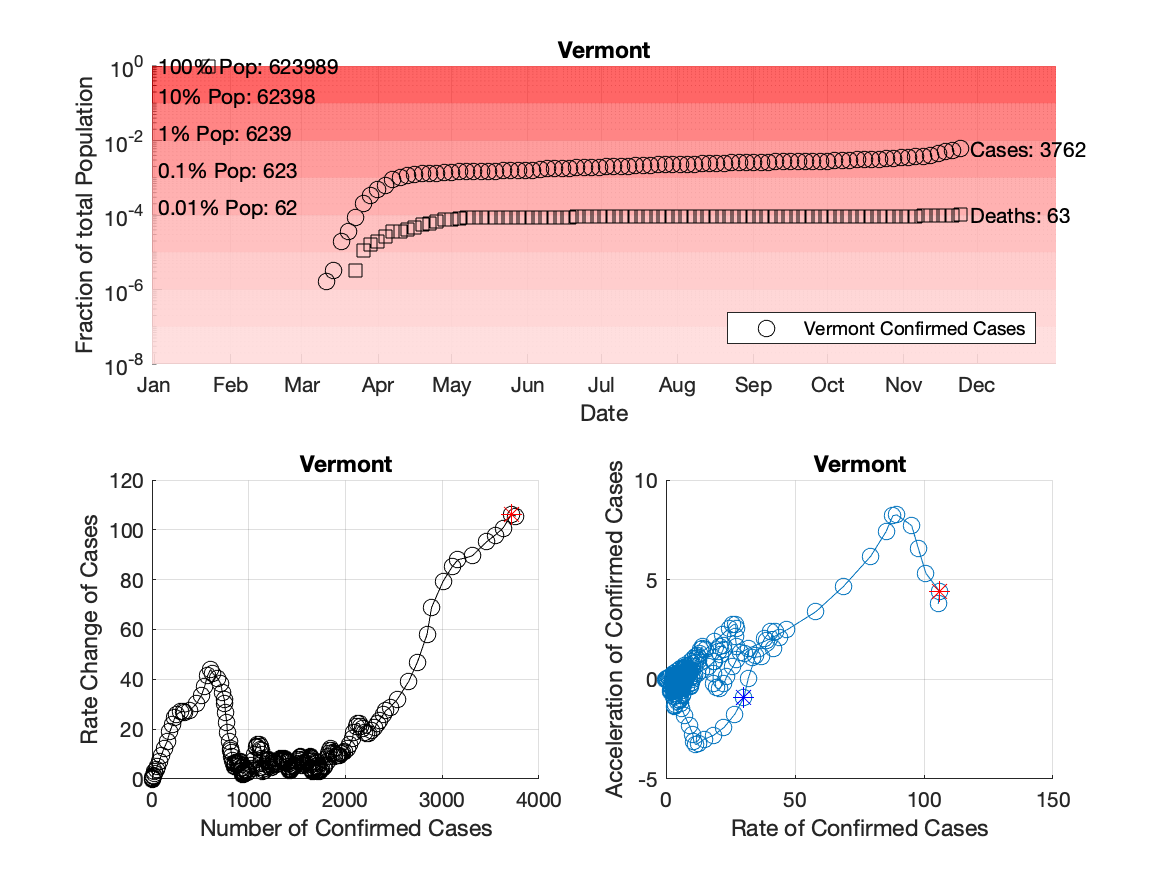 Vermont
10^0
10^-2
10^-4
10^-6
10^-8
Fraction of total Population
100% Pop: 623989
10% Pop: 62398
1% Pop: 6239
0.1% Pop: 623
0.01% Pop: 62
Cases: 3762
Deaths: 63
Vermont Confirmed Cases
Jan Feb Mar Apr May Jun Jul Aug Sep Oct Nov Dec
Date
Vermont
120
100
80
60
40
20
0
Rate Change of Cases
0 1000 2000 3000 4000
Number of Confirmed Cases
Vermont
10
5
0
-5
Acceleration of Confirmed Cases
0 50 100 150
Rate of Confirmed Cases